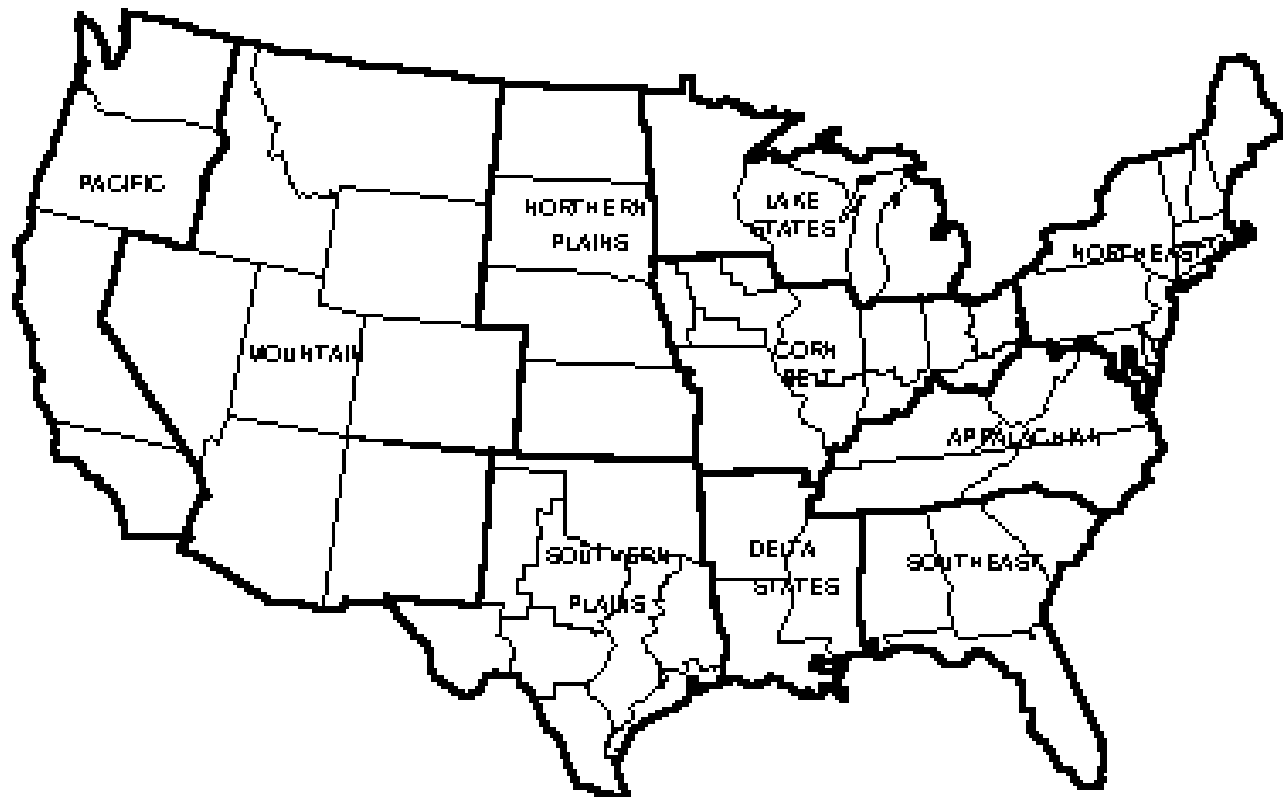 PACIFIC
NORTHERN
PLAINS
LAKE
STATES
NORTHEAST
MOUNTAIN
CORN
BELT
APPALACHIAN
SOUTHERN
PLAINS
DELTA
STATES
SOUTHEAST